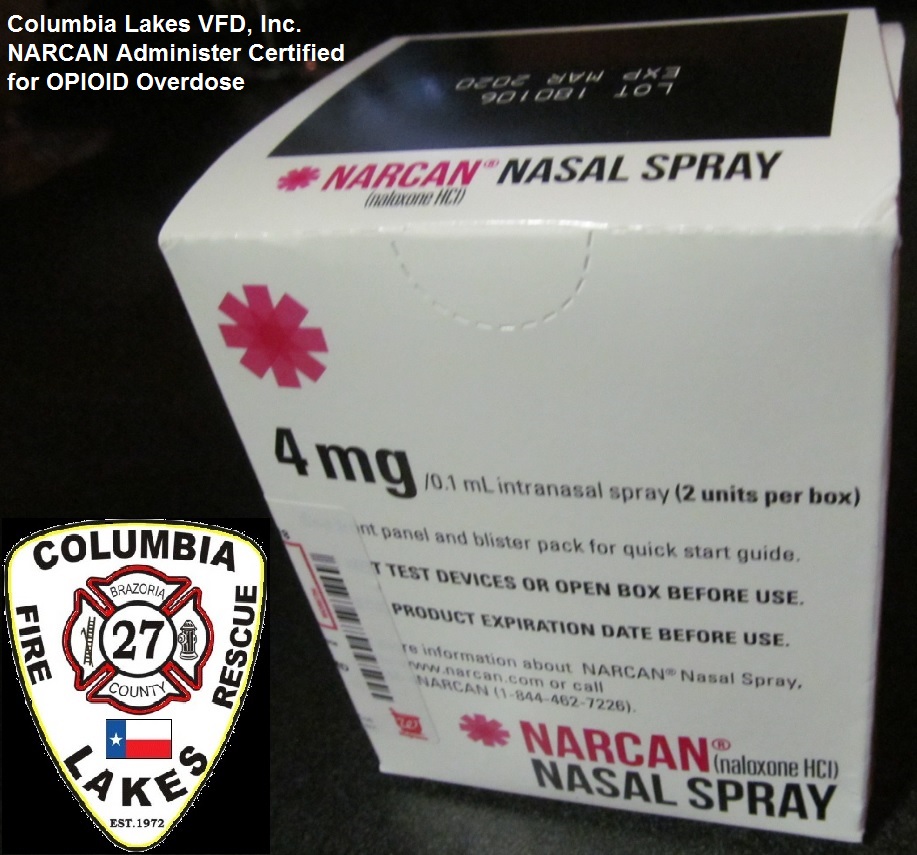 Columbia Lakes VFD, Inc.
NARCAN Administer Certified
for OPIOID Overdose
LOT 180106
EXP MAR 2020
NARCAN® NASAL SPRAY
(naloxone HCl)
4 mg /0.1 mL intranasal spray (2 units per box)
nt panel and blister pack for quick start guide.
T TEST DEVICES OR OPEN BOX BEFORE USE.
PRODUCT EXPIRATION DATE BEFORE USE.
re information about NARCAN® Nasal Spray,
www.narcan.com or call
NARCAN (1-844-462-7226).
NARCAN®
(naloxone HCl)
NASAL SPRAY
COLUMBIA
FIRE
RESCUE
BRAZORIA
27
COUNTY
LAKES
EST.1972